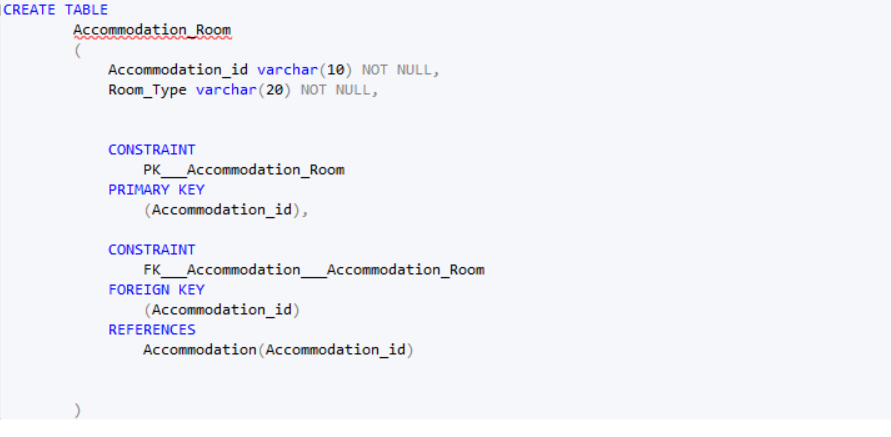 CREATE TABLE
Accommodation_Room
(
Accommodation_id varchar(10) NOT NULL,
Room_Type varchar(20) NOT NULL,
CONSTRAINT
PK___Accommodation_Room
PRIMARY KEY
(Accommodation_id),
CONSTRAINT
FK___Accommodation___Accommodation_Room
FOREIGN KEY
(Accommodation_id)
REFERENCES
Accommodation(Accommodation_id)
)